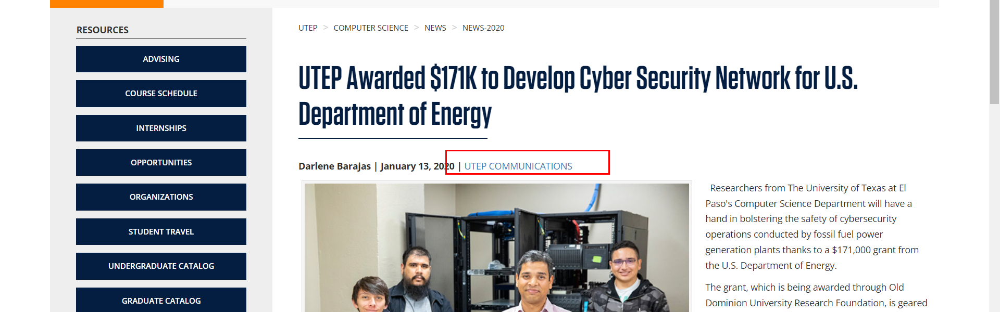 RESOURCES
ADVISING
COURSE SCHEDULE
INTERNSHIPS
OPPORTUNITIES
ORGANIZATIONS
STUDENT TRAVEL
UNDERGRADUATE CATALOG
GRADUATE CATALOG
UTEP > COMPUTER SCIENCE > NEWS > NEWS-2020
UTEP Awarded $171K to Develop Cyber Security Network for U.S.
Department of Energy
Darlene Barajas | January 13, 2020 | UTEP COMMUNICATIONS
Researchers from The University of Texas at El
Paso's Computer Science Department will have a
hand in bolstering the safety of cybersecurity
operations conducted by fossil fuel power
generation plants thanks to a $171,000 grant from
the U.S. Department of Energy.
The grant, which is being awarded through Old
Dominion University Research Foundation, is geared